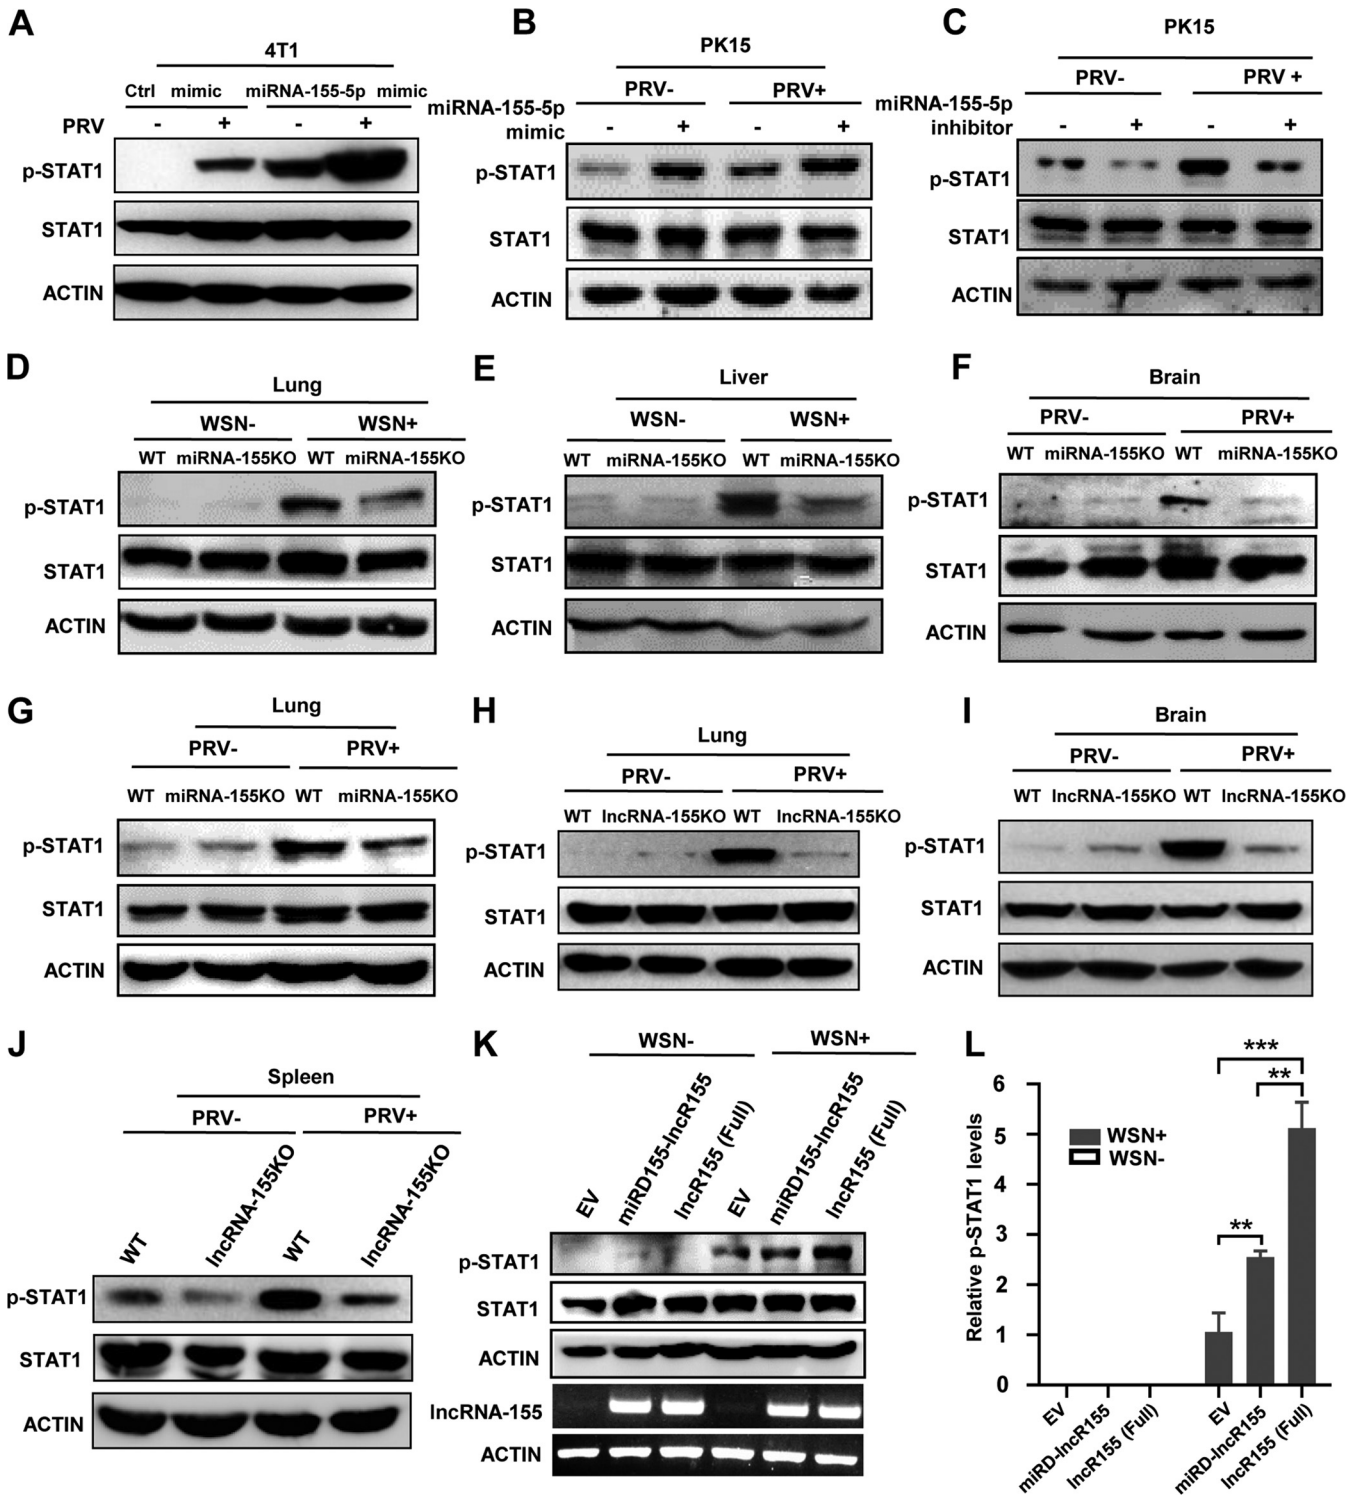 A
4T1
Ctrl mimic miRNA-155-5p mimic
PRV - + - +
p-STAT1
STAT1
ACTIN
B
PK15
PRV- PRV+
miRNA-155-5p
mimic - + - +
p-STAT1
STAT1
ACTIN
C
PK15
PRV- PRV +
miRNA-155-5p
inhibitor - + - +
p-STAT1
STAT1
ACTIN
D
Lung
WSN- WSN+
WT miRNA-155KO WT miRNA-155KO
p-STAT1
STAT1
ACTIN
E
Liver
WSN- WSN+
WT miRNA-155KO WT miRNA-155KO
p-STAT1
STAT1
ACTIN
F
Brain
PRV- PRV+
WT miRNA-155KO WT miRNA-155KO
p-STAT1
STAT1
ACTIN
G
Lung
PRV- PRV+
WT miRNA-155KO WT miRNA-155KO
p-STAT1
STAT1
ACTIN
H
Lung
PRV- PRV+
WT lncRNA-155KO WT lncRNA-155KO
p-STAT1
STAT1
ACTIN
I
Brain
PRV- PRV+
WT lncRNA-155KO WT lncRNA-155KO
p-STAT1
STAT1
ACTIN
J
Spleen
PRV- PRV+
WT lncRNA-155KO WT lncRNA-155KO
p-STAT1
STAT1
ACTIN
K
WSN- WSN+
EV miRD155-lncR155 lncR155 (Full) EV miRD155-lncR155 lncR155 (Full)
p-STAT1
STAT1
ACTIN
lncRNA-155
ACTIN
L
***
**
**
WSN+
WSN-
Relative p-STAT1 levels
6
5
4
3
2
1
0
EV miRD-lncR155 lncR155 (Full) EV miRD-lncR155 lncR155 (Full)